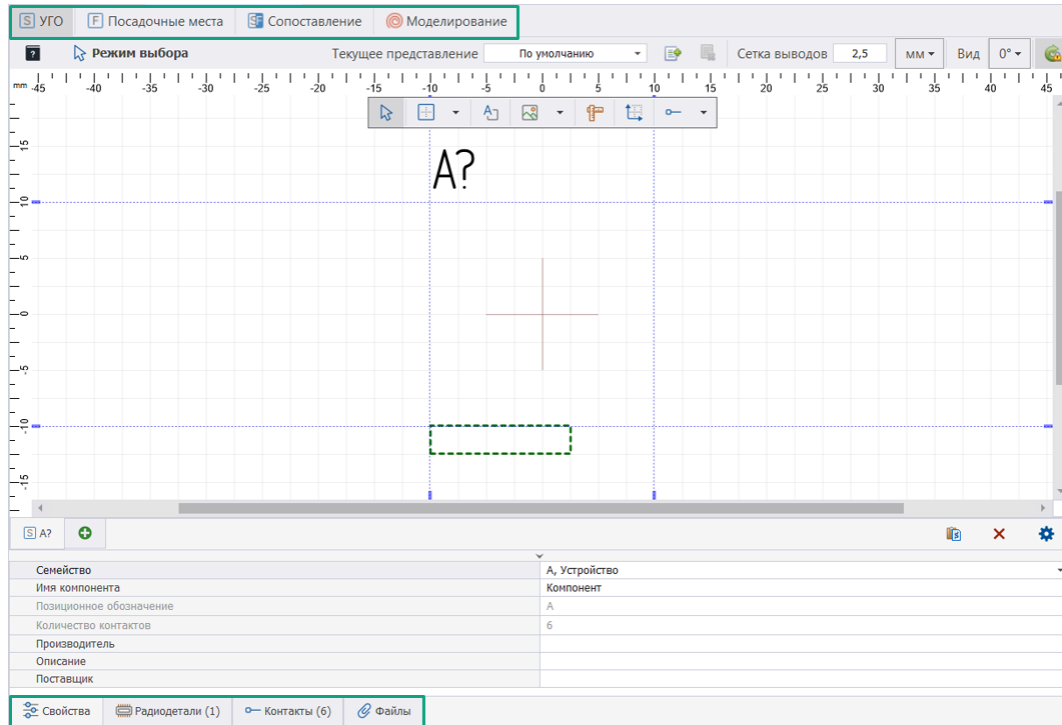 S УГО F Посадочные места SF Сопоставление Моделирование
? Режим выбора Текущее представление По умолчанию Сетка выводов 2,5 мм Вид 0°
mm -45 -40 -35 -30 -25 -20 -15 -10 -5 0 5 10 15 20 25 30 35 40 45
A?
15
10
5
0
-5
-10
-15
S A?
Семейство A, Устройство
Имя компонента Компонент
Позиционное обозначение A
Количество контактов 6
Производитель
Описание
Поставщик
Свойства Радиодетали (1) Контакты (6) Файлы